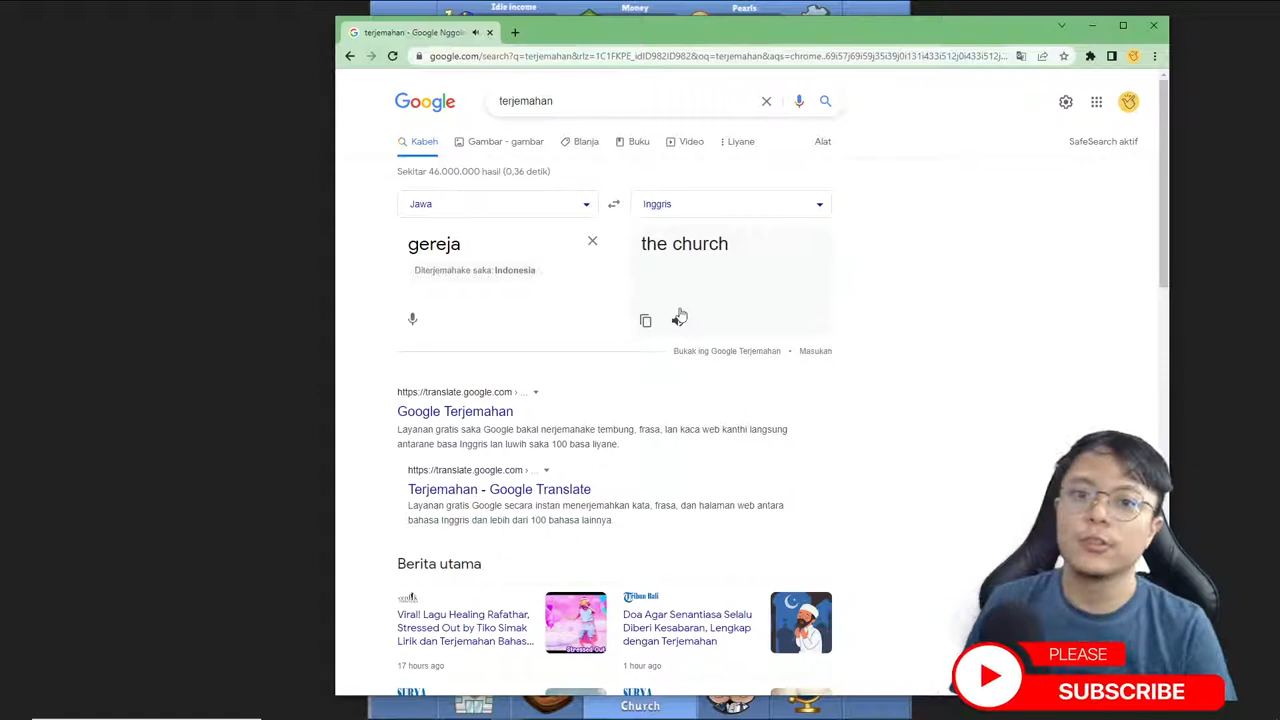 Idle income
Money
Pearls
terjemahan - Google Nggole
google.com/search?q=terjemahan&rlz=1C1FKPE_idID982ID982&oq=terjemahan&aqs=chrome..69i57j69i59j35i39j0i131i433i512j0i433i512j...
Google
terjemahan
Kabeh
Gambar - gambar
Blanja
Buku
Video
Liyane
Alat
SafeSearch aktif
Sekitar 46.000.000 hasil (0,36 detik)
Jawa
Inggris
gereja
the church
Diterjemahake saka: Indonesia
Bukak ing Google Terjemahan • Masukan
https://translate.google.com › ...
Google Terjemahan
Layanan gratis saka Google bakal nerjemahake tembung, frasa, lan kaca web kanthi langsung
antarane basa Inggris lan luwih saka 100 basa liyane.
https://translate.google.com › ...
Terjemahan - Google Translate
Layanan gratis Google secara instan menerjemahkan kata, frasa, dan halaman web antara
bahasa Inggris dan lebih dari 100 bahasa lainnya.
Berita utama
Viral! Lagu Healing Rafathar,
Stressed Out by Tiko Simak
Lirik dan Terjemahan Bahas...
Stressed Out
17 hours ago
Tribun Bali
Doa Agar Senantiasa Selalu
Diberi Kesabaran, Lengkap
dengan Terjemahan
1 hour ago
SURYA
SURYA
Church
PLEASE
SUBSCRIBE